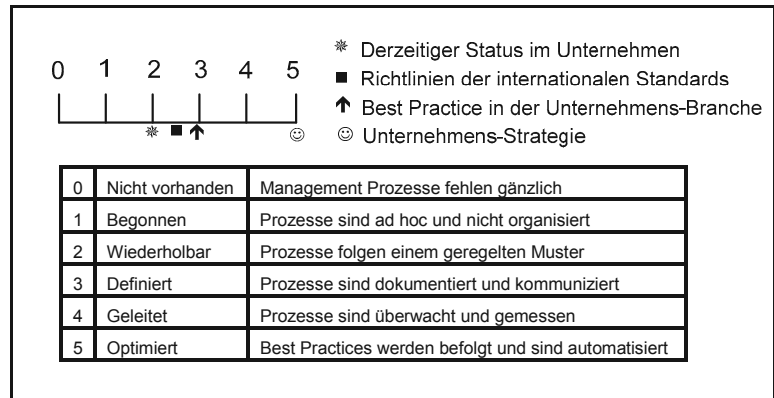 0 1 2 3 4 5
Derzeitiger Status im Unternehmen
Richtlinien der internationalen Standards
Best Practice in der Unternehmens-Branche
Unternehmens-Strategie
0 Nicht vorhanden Management Prozesse fehlen gänzlich
1 Begonnen Prozesse sind ad hoc und nicht organisiert
2 Wiederholbar Prozesse folgen einem geregelten Muster
3 Definiert Prozesse sind dokumentiert und kommuniziert
4 Geleitet Prozesse sind überwacht und gemessen
5 Optimiert Best Practices werden befolgt und sind automatisiert